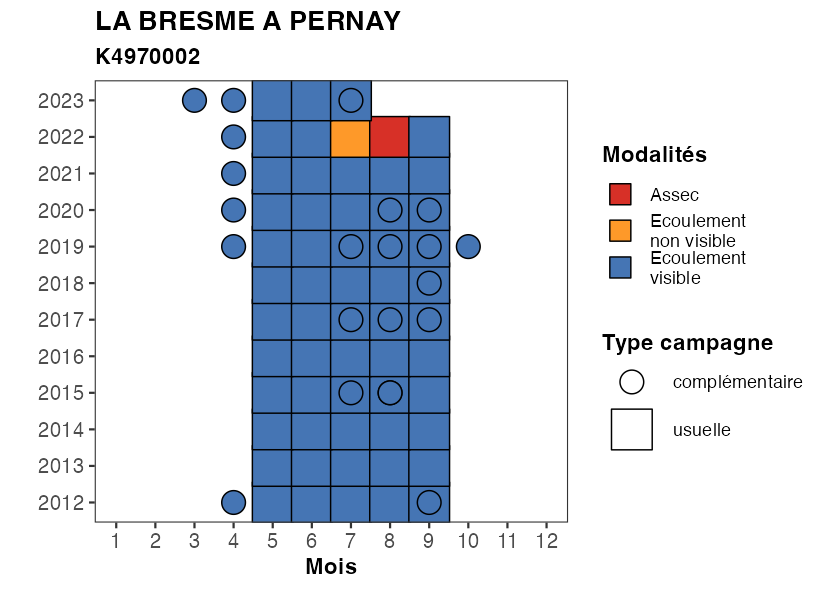 LA BRESME A PERNAY
K4970002
2023
2022
2021
2020
2019
2018
2017
2016
2015
2014
2013
2012
1 2 3 4 5 6 7 8 9 10 11 12
Mois
Modalités
Assec
Ecoulement
non visible
Ecoulement
visible
Type campagne
complémentaire
usuelle